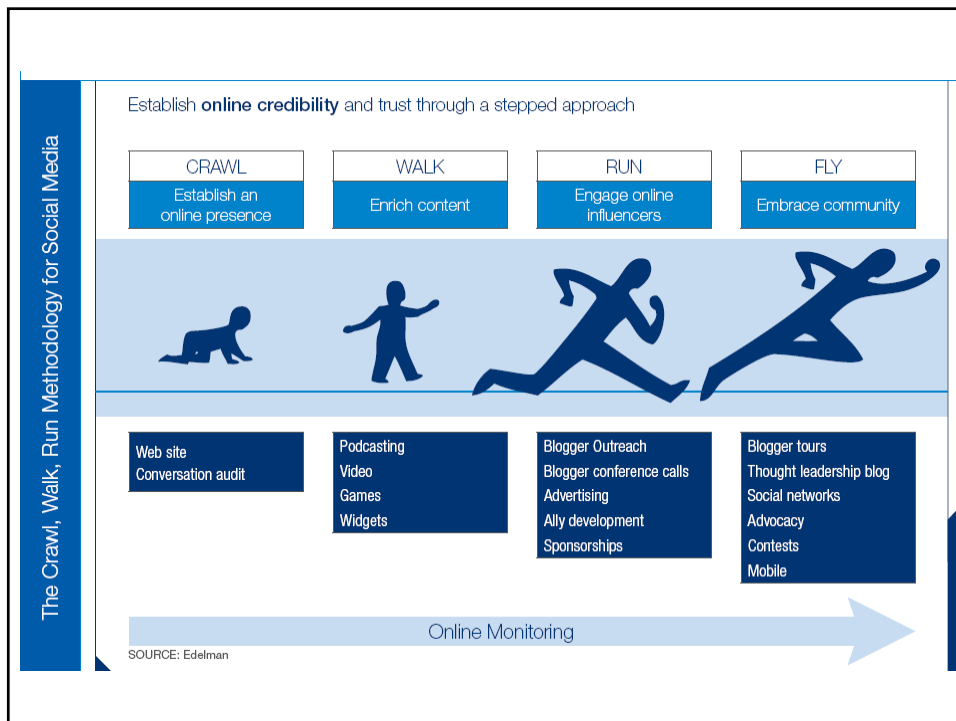 The Crawl, Walk, Run Methodology for Social Media
Establish online credibility and trust through a stepped approach
CRAWL
Establish an
online presence
WALK
Enrich content
RUN
Engage online
influencers
FLY
Embrace community
Web site
Conversation audit
Podcasting
Video
Games
Widgets
Blogger Outreach
Blogger conference calls
Advertising
Ally development
Sponsorships
Blogger tours
Thought leadership blog
Social networks
Advocacy
Contests
Mobile
Online Monitoring
SOURCE: Edelman